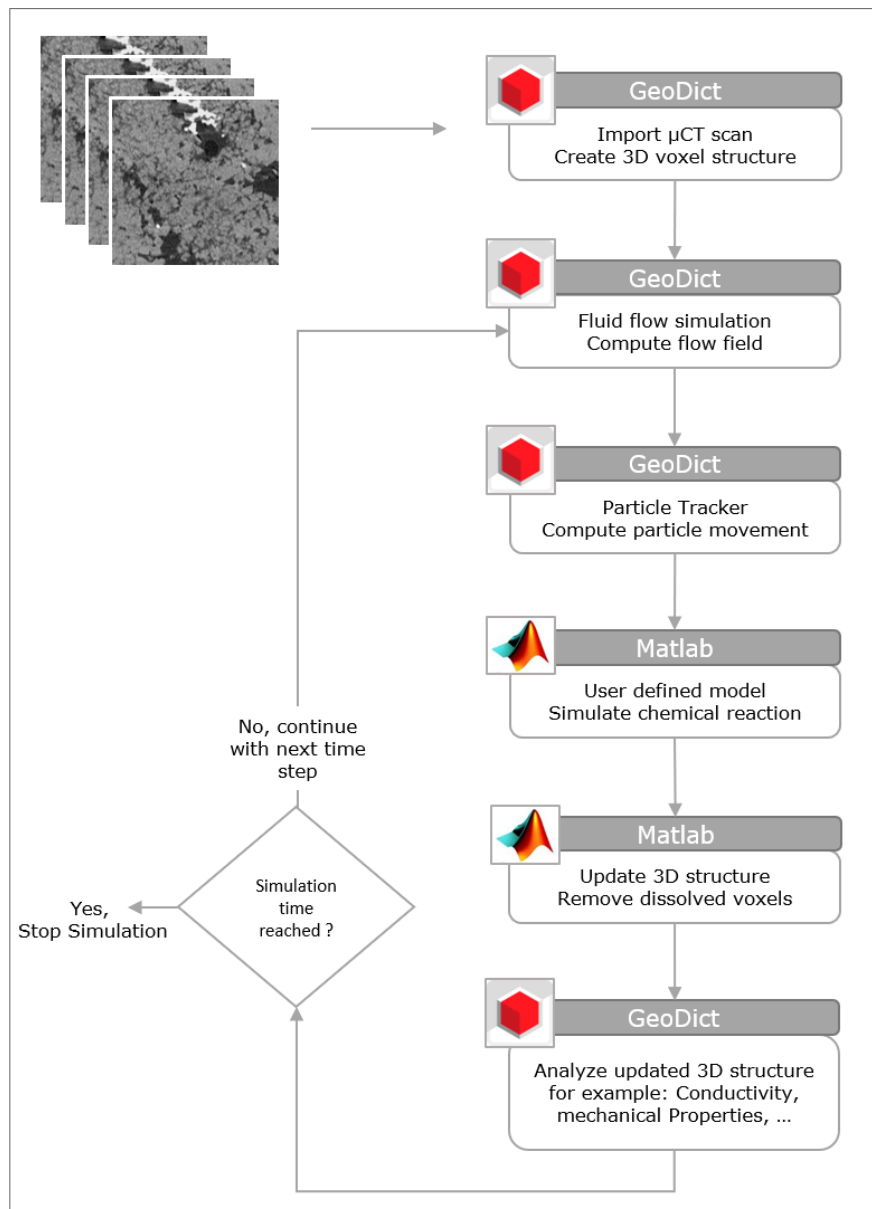 GeoDict
Import µCT scan
Create 3D voxel structure
GeoDict
Fluid flow simulation
Compute flow field
GeoDict
Particle Tracker
Compute particle movement
Matlab
User defined model
Simulate chemical reaction
Matlab
Update 3D structure
Remove dissolved voxels
GeoDict
Analyze updated 3D structure
for example: Conductivity,
mechanical Properties, …
Simulation
time
reached ?
No, continue
with next time
step
Yes,
Stop Simulation